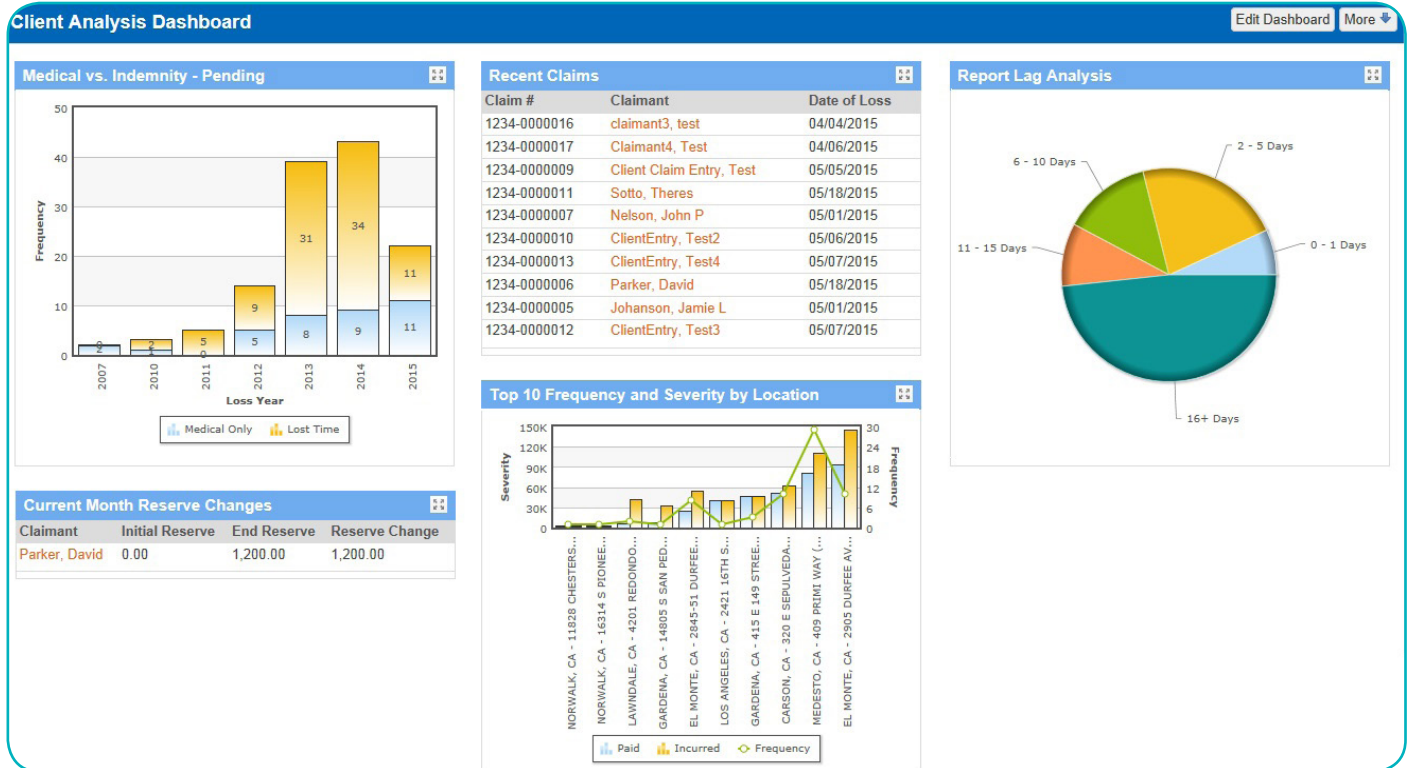 Client Analysis Dashboard
Edit Dashboard More
Medical vs. Indemnity - Pending
50
40
30
20
10
0
Frequency
0
2
2
1
5
0
9
5
31
8
34
9
11
11
2007 2010 2011 2012 2013 2014 2015
Loss Year
Medical Only Lost Time
Current Month Reserve Changes
Claimant Initial Reserve End Reserve Reserve Change
Parker, David 0.00 1,200.00 1,200.00
Recent Claims
Claim # Claimant Date of Loss
1234-0000016 claimant3, test 04/04/2015
1234-0000017 Claimant4, Test 04/06/2015
1234-0000009 Client Claim Entry, Test 05/05/2015
1234-0000011 Sotto, Theres 05/18/2015
1234-0000007 Nelson, John P 05/01/2015
1234-0000010 ClientEntry, Test2 05/06/2015
1234-0000013 ClientEntry, Test4 05/07/2015
1234-0000006 Parker, David 05/18/2015
1234-0000005 Johanson, Jamie L 05/01/2015
1234-0000012 ClientEntry, Test3 05/07/2015
Top 10 Frequency and Severity by Location
150K
120K
90K
60K
30K
0
Severity
30
24
18
12
6
0
Frequency
NORWALK, CA - 11828 CHESTERS...
NORWALK, CA - 16314 S PIONEE...
LAWNDALE, CA - 4201 REDONDO...
GARDENA, CA - 14805 S SAN PED...
EL MONTE, CA - 2845-51 DURFEE...
LOS ANGELES, CA - 2421 16TH S...
GARDENA, CA - 415 E 149 STREE...
CARSON, CA - 320 E SEPULVEDA...
MEDESTO, CA - 409 PRIMI WAY (...
EL MONTE, CA - 2905 DURFEE AV...
Paid Incurred Frequency
Report Lag Analysis
2 - 5 Days
6 - 10 Days
0 - 1 Days
11 - 15 Days
16+ Days